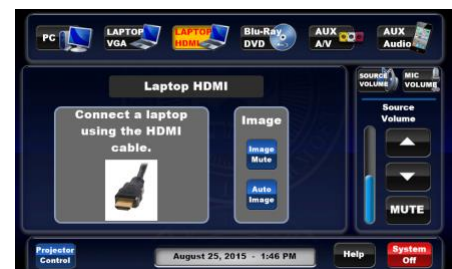 PC
LAPTOP
VGA
LAPTOP
HDMI
Blu-Ray
DVD
AUX
A/V
AUX
Audio
Laptop HDMI
SOURCE
VOLUME
MIC
VOLUME
Connect a laptop
using the HDMI
cable.
Image
Image
Mute
Auto
Image
Source
Volume
MUTE
Projector
Control
August 25, 2015 - 1:46 PM
Help
System
Off